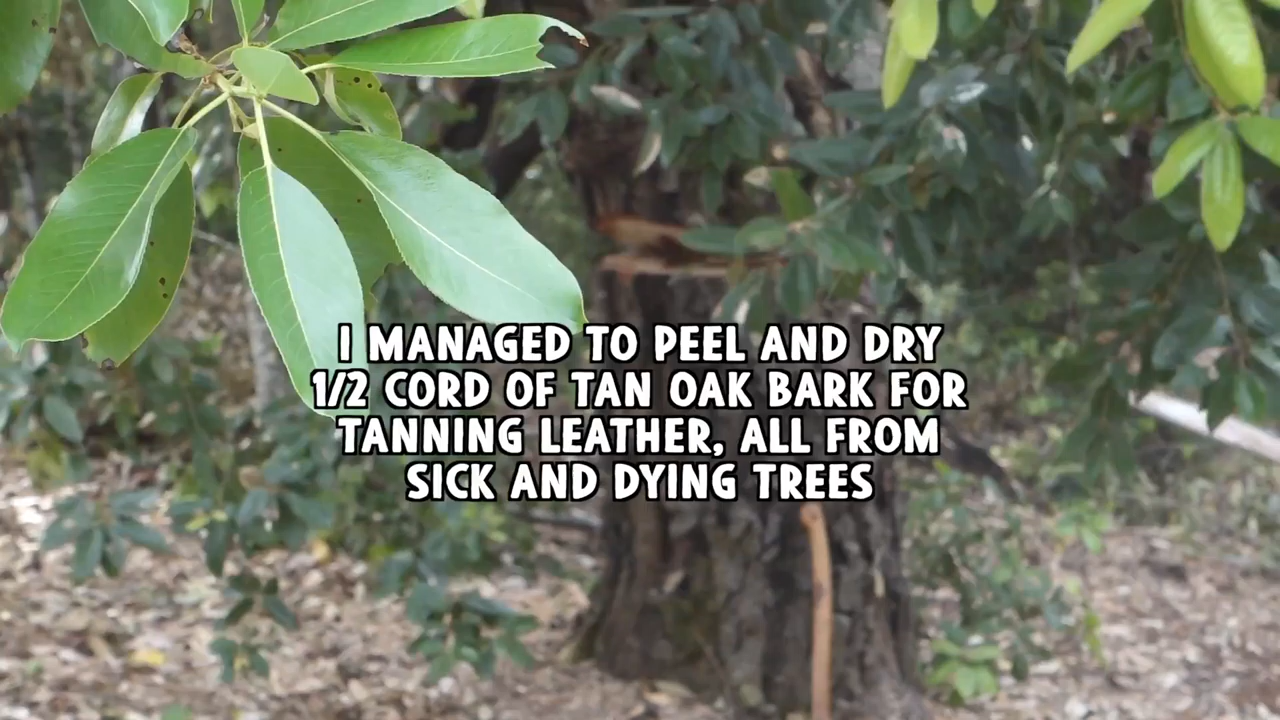 I MANAGED TO PEEL AND DRY
1/2 CORD OF TAN OAK BARK FOR
TANNING LEATHER, ALL FROM
SICK AND DYING TREES